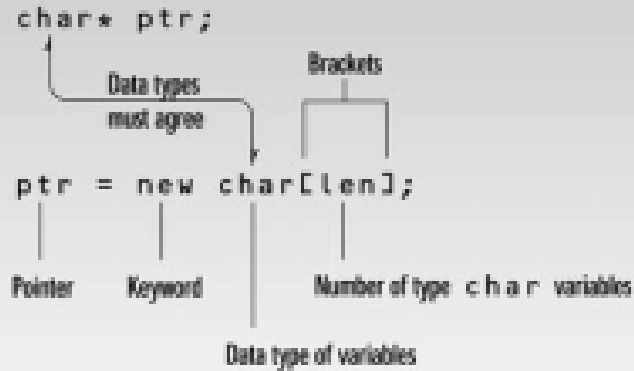 char* ptr;
Brackets
Data types
must agree
ptr = new char[len];
Pointer
Keyword
Number of type char variables
Data type of variables